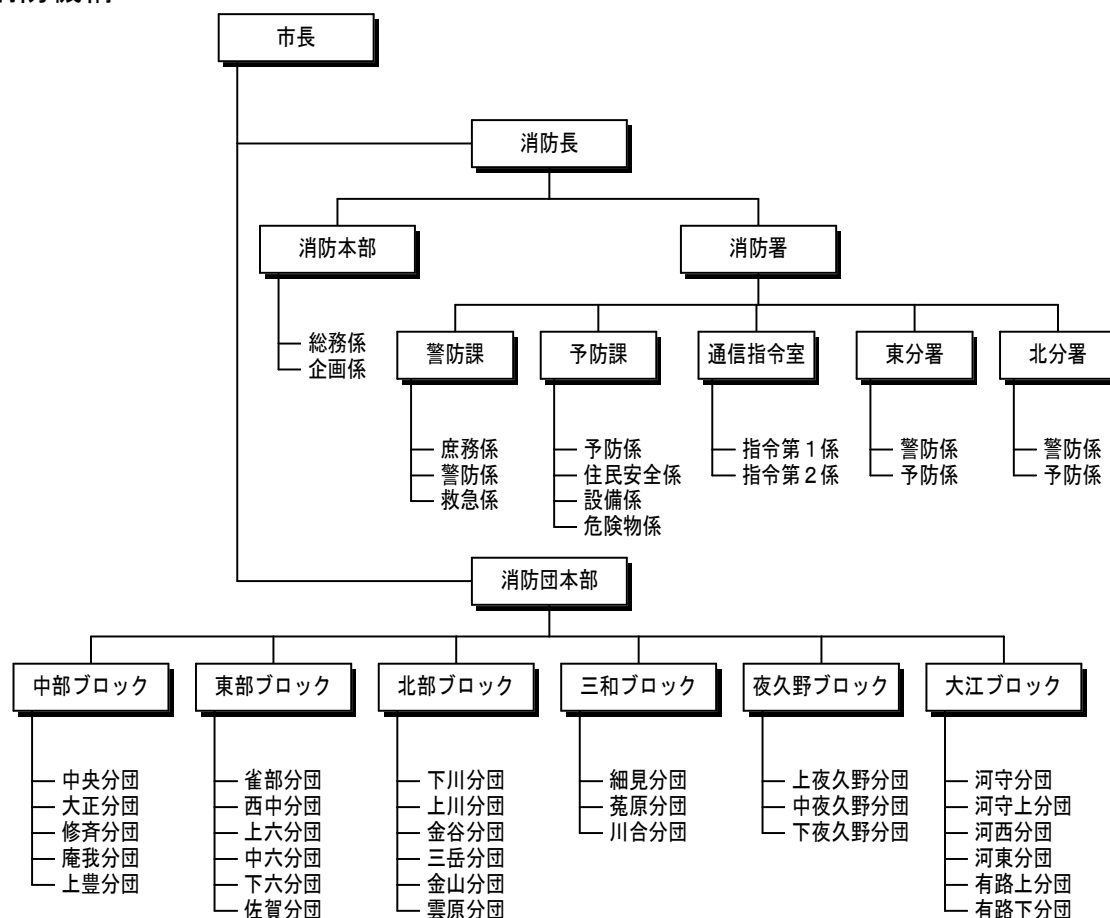 市長
消防長
消防本部
消防署
総務係
企画係
警防課
予防課
通信指令室
東分署
北分署
庶務係
警防係
救急係
予防係
住民安全係
設備係
危険物係
指令第１係
指令第２係
警防係
予防係
警防係
予防係
消防団本部
中部ブロック
東部ブロック
北部ブロック
三和ブロック
夜久野ブロック
大江ブロック
中央分団
大正分団
修斉分団
庵我分団
上豊分団
雀部分団
西中分団
上六分団
中六分団
下六分団
佐賀分団
下川分団
上川分団
金谷分団
三岳分団
金山分団
雲原分団
細見分団
菟原分団
川合分団
上夜久野分団
中夜久野分団
下夜久野分団
河守分団
河守上分団
河西分団
河東分団
有路上分団
有路下分団